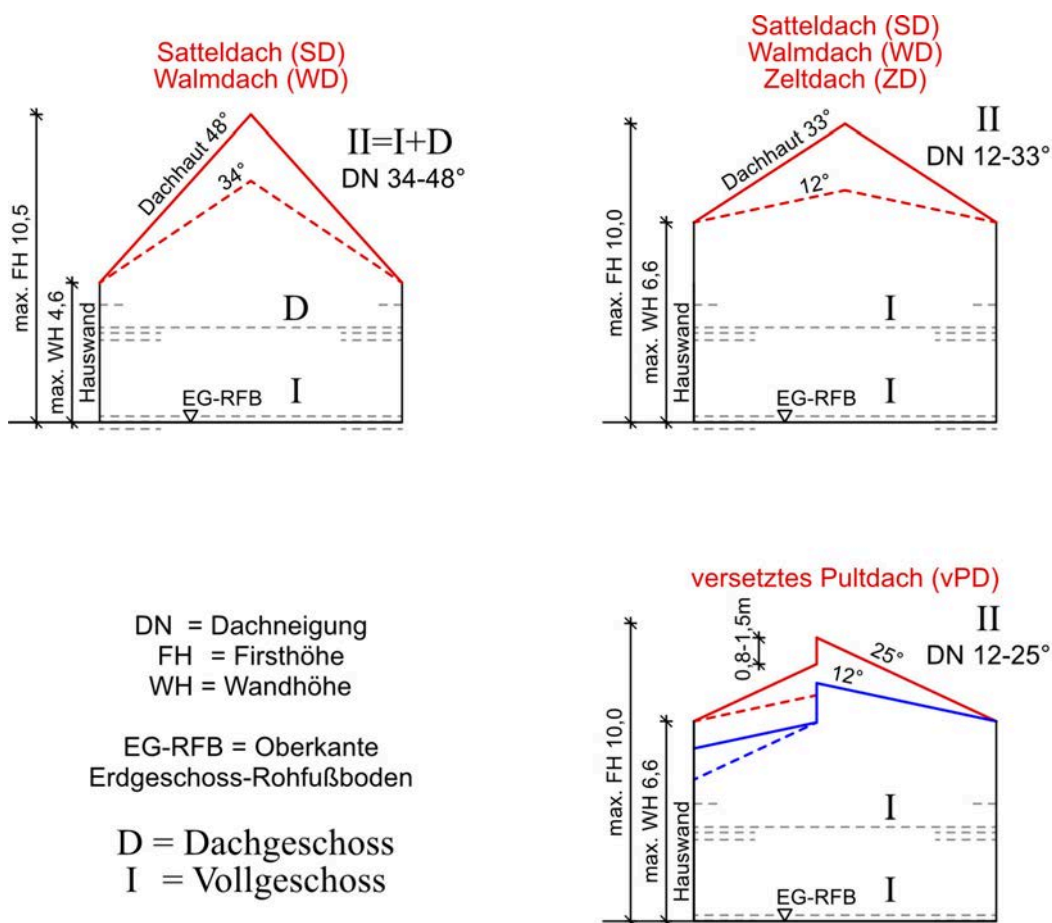 Satteldach (SD)
Walmdach (WD)
Dachhaut 48°
34°
II=I+D
DN 34-48°
max. FH 10,5
max. WH 4,6
Hauswand
D
EG-RFB
I
Satteldach (SD)
Walmdach (WD)
Zeltdach (ZD)
Dachhaut 33°
12°
II
DN 12-33°
max. FH 10,0
max. WH 6,6
Hauswand
I
EG-RFB
I
DN = Dachneigung
FH = Firsthöhe
WH = Wandhöhe
EG-RFB = Oberkante
Erdgeschoss-Rohfußboden
D = Dachgeschoss
I = Vollgeschoss
versetztes Pultdach (vPD)
0,8-1,5m
25°
12°
II
DN 12-25°
max. FH 10,0
max. WH 6,6
Hauswand
I
EG-RFB
I